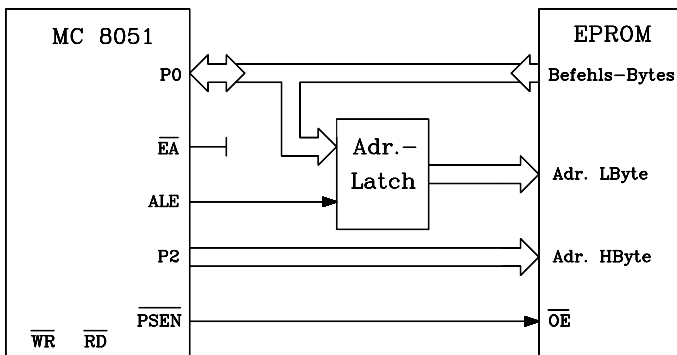 MC 8051
EPROM
P0
Befehls-Bytes
EA
Adr.-
Latch
Adr. LByte
ALE
P2
Adr. HByte
PSEN
OE
WR RD